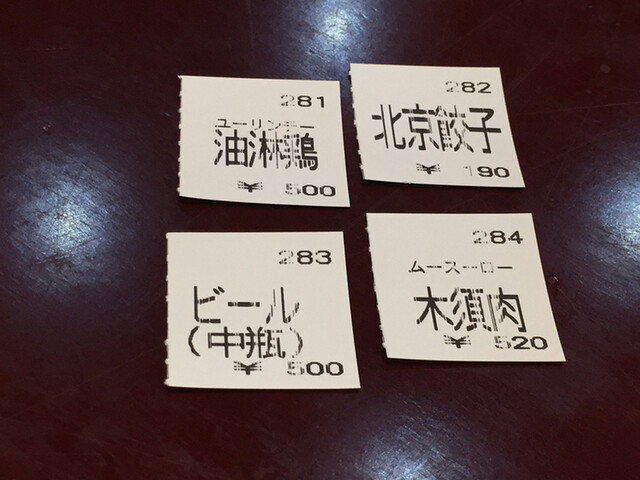 281
ユーリンチー
油淋鶏
¥ 500
282
北京餃子
¥ 190
283
ビール
(中瓶)
¥ 500
284
ムースーロー
木須肉
¥ 520